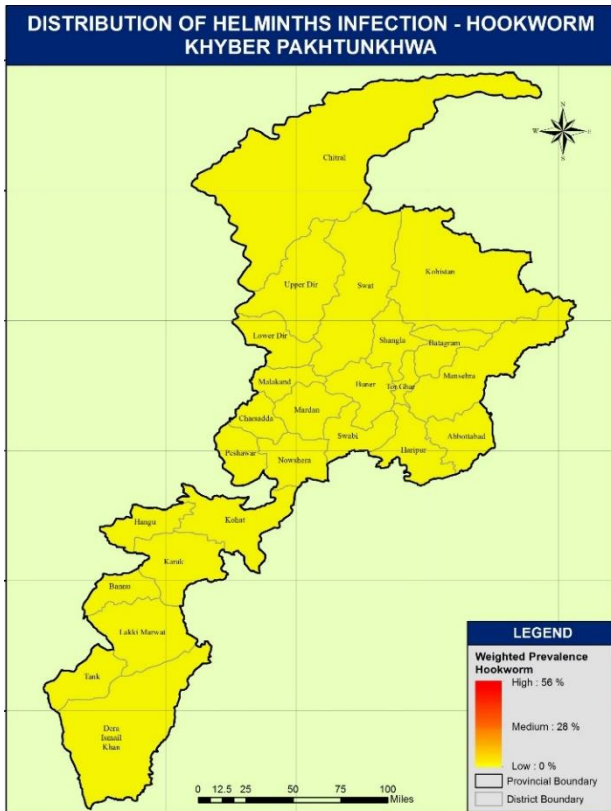 DISTRIBUTION OF HELMINTHS INFECTION - HOOKWORM
KHYBER PAKHTUNKHWA
N
W E
S
Chitral
Upper Dir
Swat
Kohistan
Lower Dir
Shangla
Batagram
Malakand
Buner
Tor Ghar
Mansehra
Charsadda
Mardan
Swabi
Abbottabad
Peshawar
Nowshera
Haripur
Hangu
Kohat
Karak
Bannu
Lakki Marwat
Tank
Dera
Ismail
Khan
LEGEND
Weighted Prevalence
Hookworm
High : 56 %
Medium : 28 %
Low : 0 %
Provincial Boundary
District Boundary
0 12.5 25 50 75 100
Miles